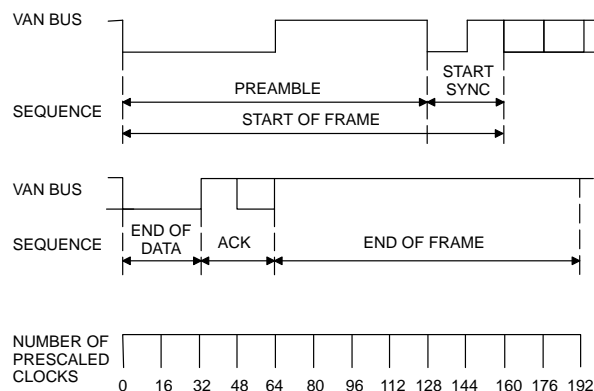 VAN BUS
PREAMBLE
START
SYNC
SEQUENCE
START OF FRAME
VAN BUS
SEQUENCE
END OF
DATA
ACK
END OF FRAME
NUMBER OF
PRESCALED
CLOCKS
0 16 32 48 64 80 96 112 128 144 160 176 192